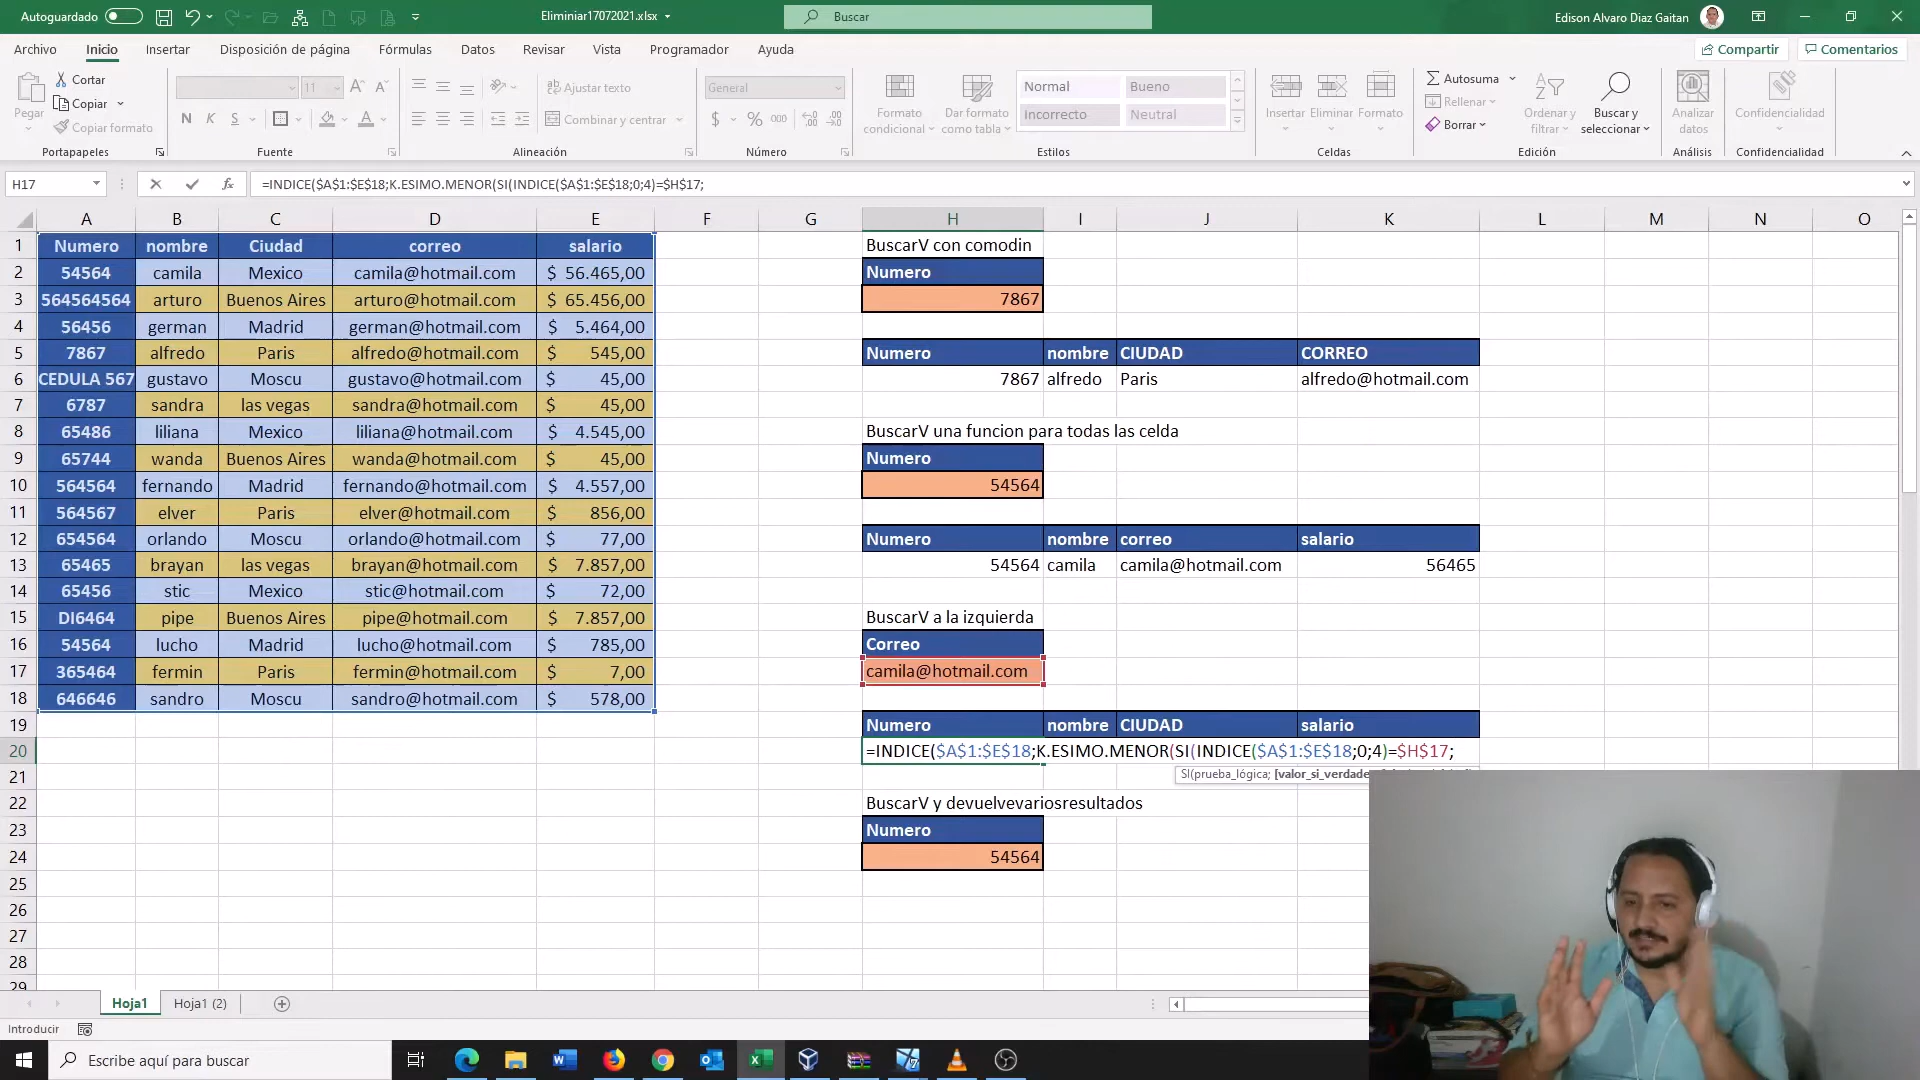 Autoguardado
Eliminiar17072021.xlsx
Buscar
Edison Alvaro Diaz Gaitan
Archivo Inicio Insertar Disposición de página Fórmulas Datos Revisar Vista Programador Ayuda
Compartir Comentarios
Pegar
Cortar
Copiar
Copiar formato
Portapapeles
11
N K S
Fuente
Ajustar texto
Combinar y centrar
Alineación
General
$ % 000
Número
Formato condicional
Dar formato como tabla
Normal Bueno
Incorrecto Neutral
Estilos
Insertar Eliminar Formato
Celdas
Autosuma
Rellenar
Borrar
Ordenar y filtrar
Buscar y seleccionar
Edición
Analizar datos
Análisis
Confidencialidad
Confidencialidad
H17
fx
=INDICE($A$1:$E$18;K.ESIMO.MENOR(SI(INDICE($A$1:$E$18;0;4)=$H$17;
A B C D E F G H I J K L M N O
1 Numero nombre Ciudad correo salario BuscarV con comodin
2 54564 camila Mexico camila@hotmail.com $ 56.465,00 Numero
3 564564564 arturo Buenos Aires arturo@hotmail.com $ 65.456,00 7867
4 56456 german Madrid german@hotmail.com $ 5.464,00
5 7867 alfredo Paris alfredo@hotmail.com $ 545,00 Numero nombre CIUDAD CORREO
6 CEDULA 567 gustavo Moscu gustavo@hotmail.com $ 45,00 7867 alfredo Paris alfredo@hotmail.com
7 6787 sandra las vegas sandra@hotmail.com $ 45,00
8 65486 liliana Mexico liliana@hotmail.com $ 4.545,00 BuscarV una funcion para todas las celda
9 65744 wanda Buenos Aires wanda@hotmail.com $ 45,00 Numero
10 564564 fernando Madrid fernando@hotmail.com $ 4.557,00 54564
11 564567 elver Paris elver@hotmail.com $ 856,00
12 654564 orlando Moscu orlando@hotmail.com $ 77,00 Numero nombre correo salario
13 65465 brayan las vegas brayan@hotmail.com $ 7.857,00 54564 camila camila@hotmail.com 56465
14 65456 stic Mexico stic@hotmail.com $ 72,00
15 DI6464 pipe Buenos Aires pipe@hotmail.com $ 7.857,00 BuscarV a la izquierda
16 54564 lucho Madrid lucho@hotmail.com $ 785,00 Correo
17 365464 fermin Paris fermin@hotmail.com $ 7,00 camila@hotmail.com
18 646646 sandro Moscu sandro@hotmail.com $ 578,00
19 Numero nombre CIUDAD salario
20 =INDICE($A$1:$E$18;K.ESIMO.MENOR(SI(INDICE($A$1:$E$18;0;4)=$H$17;
21 SI(prueba_lógica;
22 BuscarV y devuelvevariosresultados
23 Numero
24 54564
25
26
27
28
29
Hoja1 Hoja1 (2)
Introducir
Escribe aquí para buscar